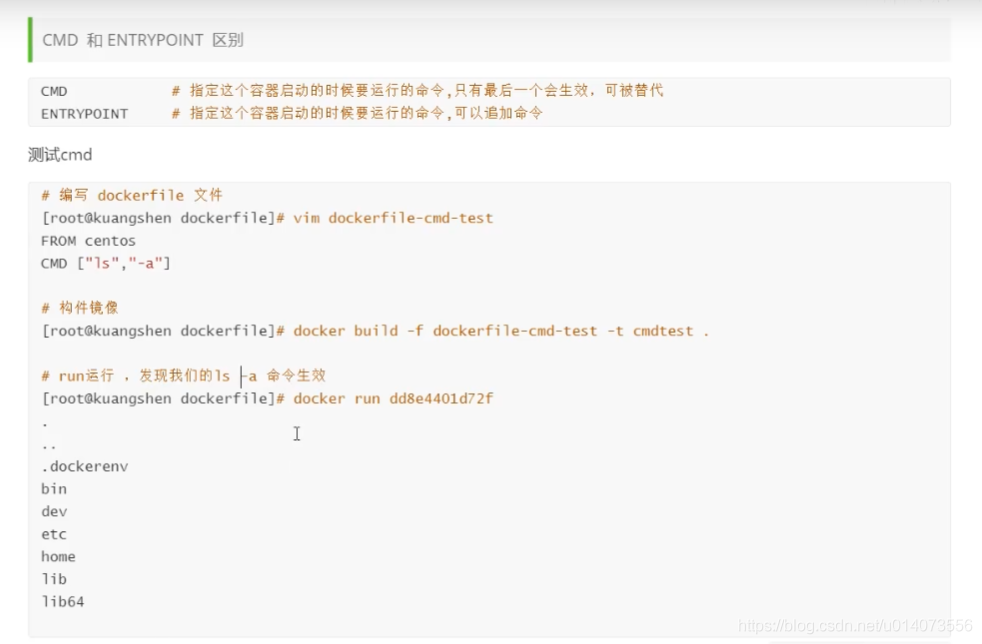 CMD 和 ENTRYPOINT 区别
CMD # 指定这个容器启动的时候要运行的命令,只有最后一个会生效，可被替代
ENTRYPOINT # 指定这个容器启动的时候要运行的命令,可以追加命令
测试cmd
# 编写 dockerfile 文件
[root@kuangshen dockerfile]# vim dockerfile-cmd-test
FROM centos
CMD ["ls","-a"]
# 构件镜像
[root@kuangshen dockerfile]# docker build -f dockerfile-cmd-test -t cmdtest .
# run运行 ，发现我们的ls -a 命令生效
[root@kuangshen dockerfile]# docker run dd8e4401d72f
.
..
.dockerenv
bin
dev
etc
home
lib
lib64
https://blog.csdn.net/u014073556